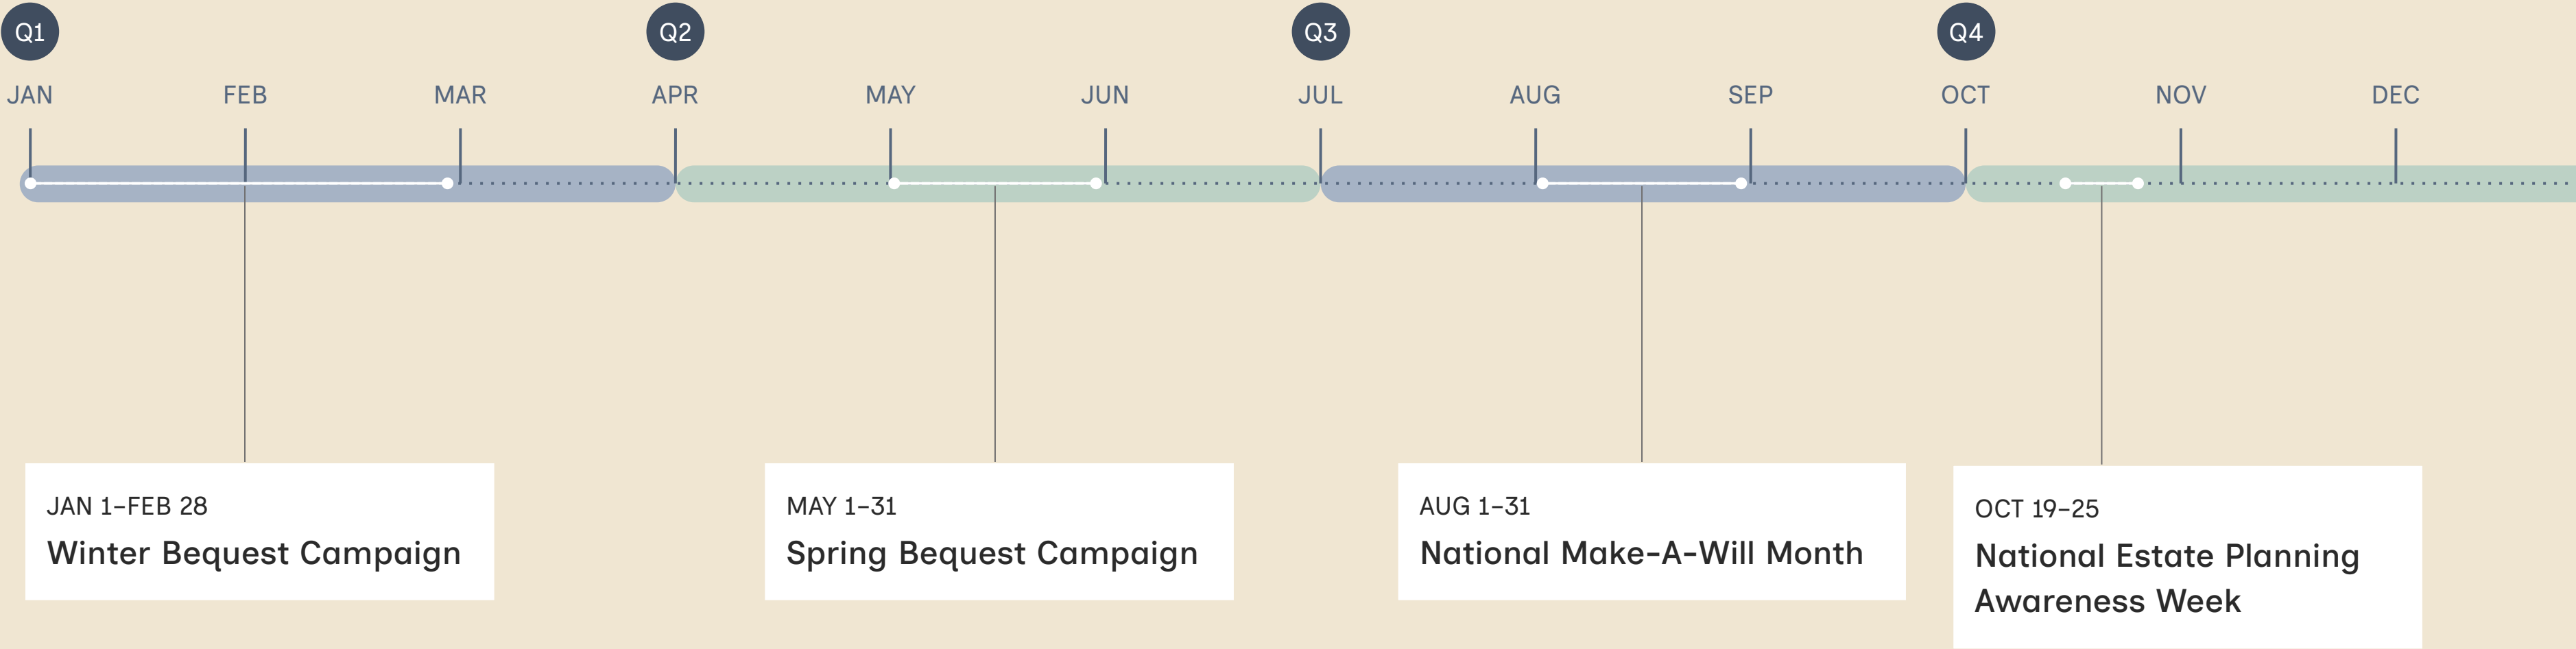 Q1
Q2
Q3
Q4
JAN
FEB
MAR
APR
MAY
JUN
JUL
AUG
SEP
OCT
NOV
DEC
JAN 1–FEB 28
Winter Bequest Campaign
MAY 1–31
Spring Bequest Campaign
AUG 1–31
National Make-A-Will Month
OCT 19–25
National Estate Planning
Awareness Week